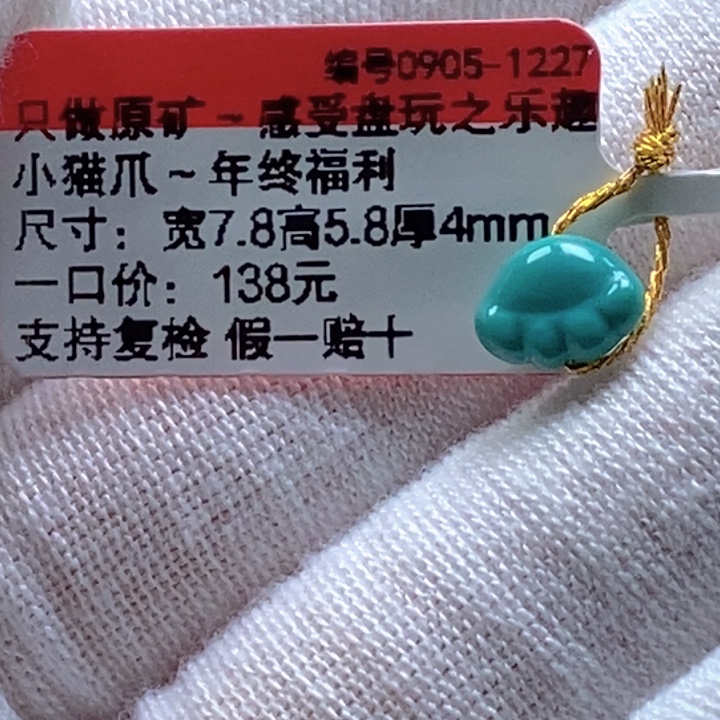 编号0905-1227
只做原矿~感受盘玩之乐趣
小猫爪~年终福利
尺寸：宽7.8高5.8厚4mm
一口价：138元
支持复检 假一赔十